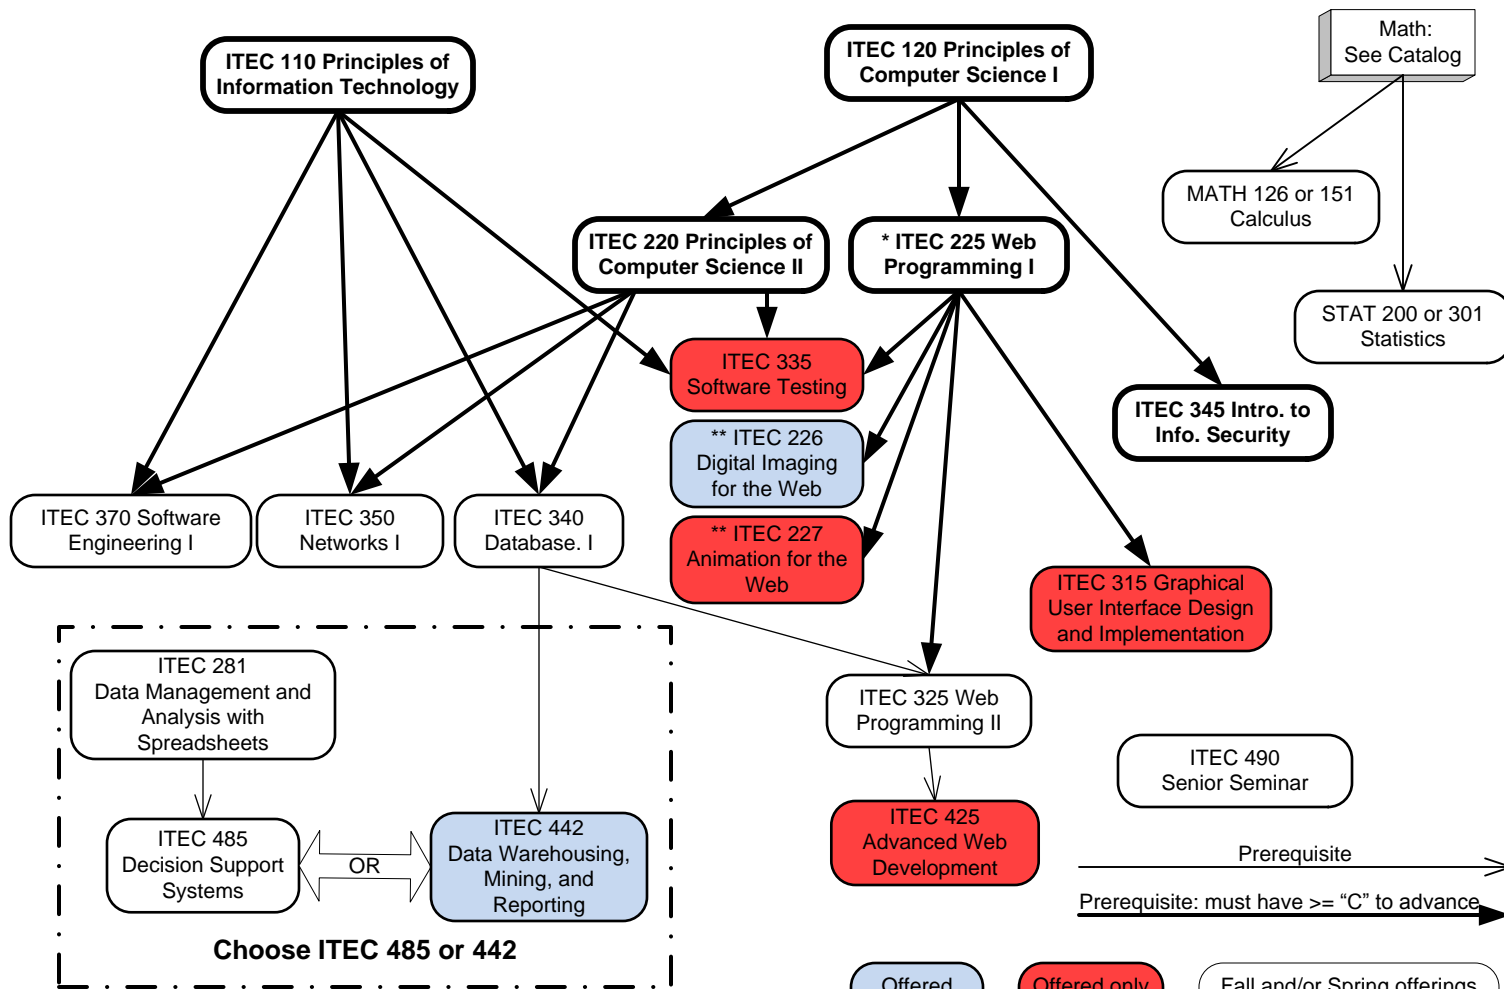 ITEC 110 Principles of
Information Technology
ITEC 120 Principles of
Computer Science I
Math:
See Catalog
MATH 126 or 151
Calculus
ITEC 220 Principles of
Computer Science II
* ITEC 225 Web
Programming I
STAT 200 or 301
Statistics
ITEC 335
Software Testing
ITEC 345 Intro. to
Info. Security
** ITEC 226
Digital Imaging
for the Web
ITEC 370 Software
Engineering I
ITEC 350
Networks I
ITEC 340
Database. I
** ITEC 227
Animation for the
Web
ITEC 315 Graphical
User Interface Design
and Implementation
ITEC 281
Data Management and
Analysis with
Spreadsheets
ITEC 325 Web
Programming II
ITEC 490
Senior Seminar
ITEC 485
Decision Support
Systems
OR
ITEC 442
Data Warehousing,
Mining, and
Reporting
ITEC 425
Advanced Web
Development
Prerequisite
Prerequisite: must have >= “C” to advance
Choose ITEC 485 or 442
Offered
Offered only
Fall and/or Spring offerings